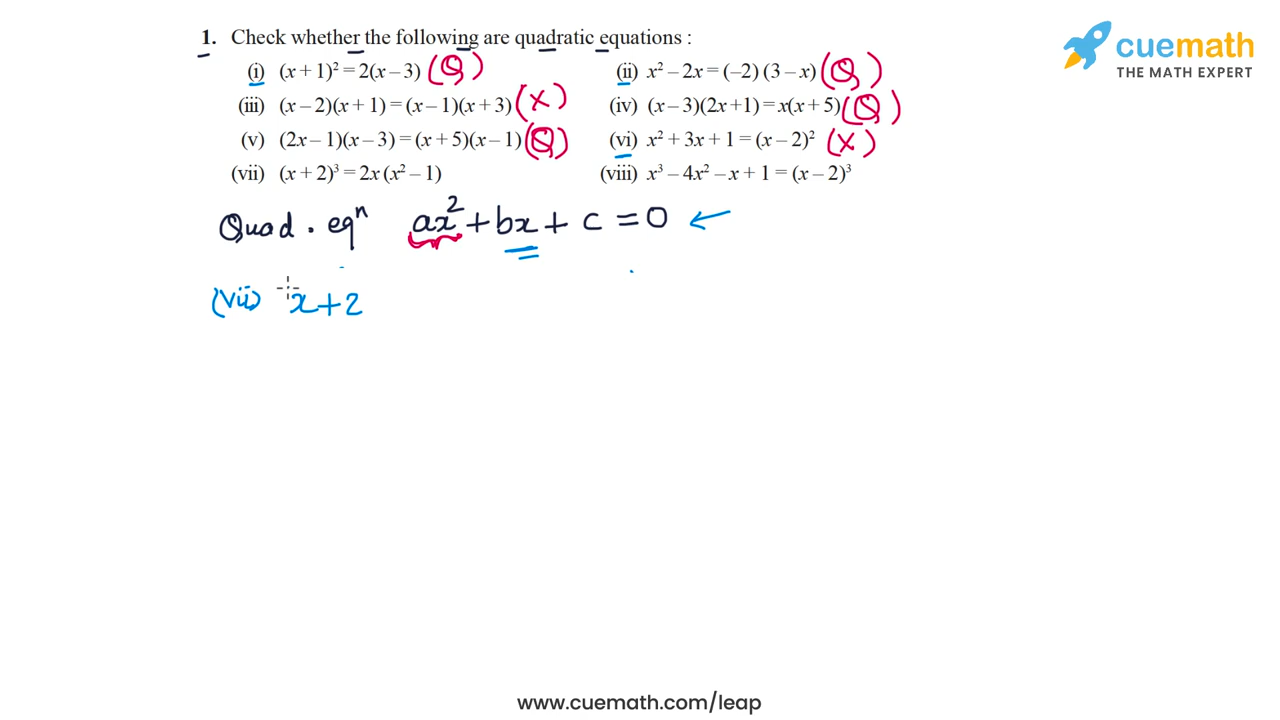 1. Check whether the following are quadratic equations :
cuemath
THE MATH EXPERT
(i) (x + 1)² = 2(x – 3) (Q) (ii) x² – 2x = (–2) (3 – x) (Q)
(iii) (x – 2)(x + 1) = (x – 1)(x + 3) (X) (iv) (x – 3)(2x + 1) = x(x + 5) (Q)
(v) (2x – 1)(x – 3) = (x + 5)(x – 1) (Q) (vi) x² + 3x + 1 = (x – 2)² (X)
(vii) (x + 2)³ = 2x (x² – 1) (viii) x³ – 4x² – x + 1 = (x – 2)³
Quad . eqⁿ ax² + bx + c = 0 ←
(vii) x + 2
www.cuemath.com/leap